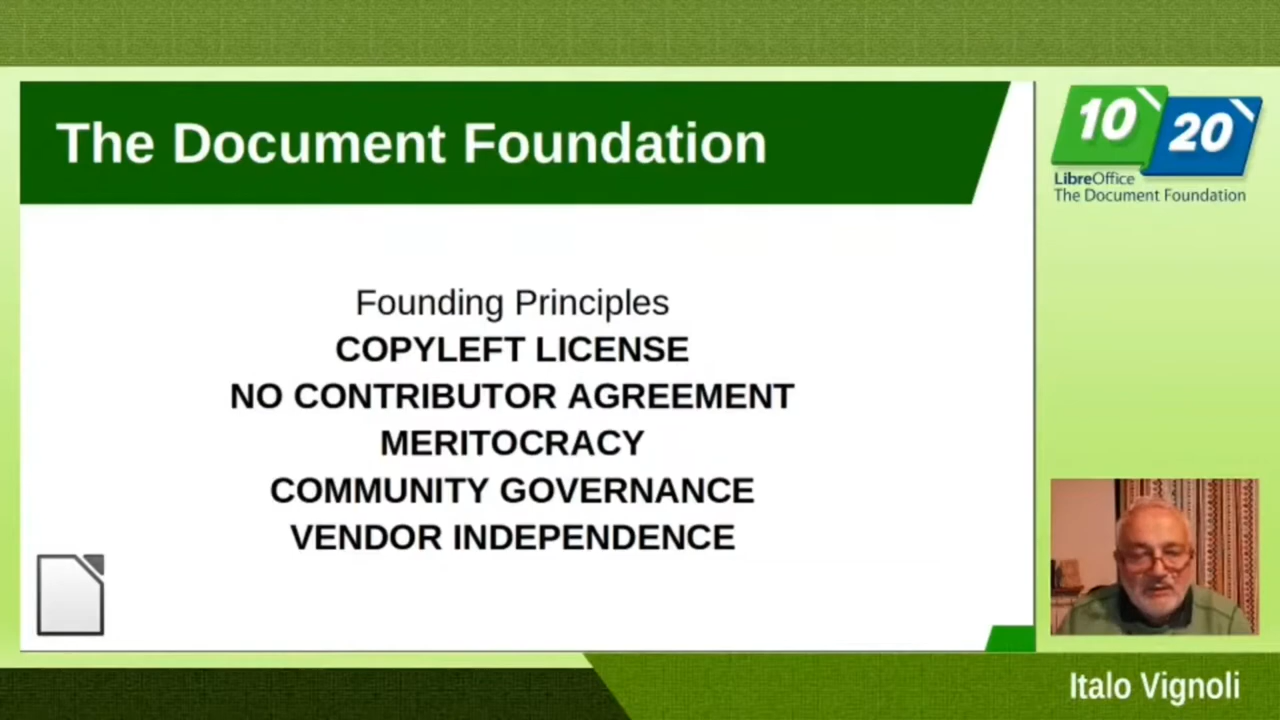 The Document Foundation
Founding Principles
COPYLEFT LICENSE
NO CONTRIBUTOR AGREEMENT
MERITOCRACY
COMMUNITY GOVERNANCE
VENDOR INDEPENDENCE
10
20
LibreOffice
The Document Foundation
Italo Vignoli